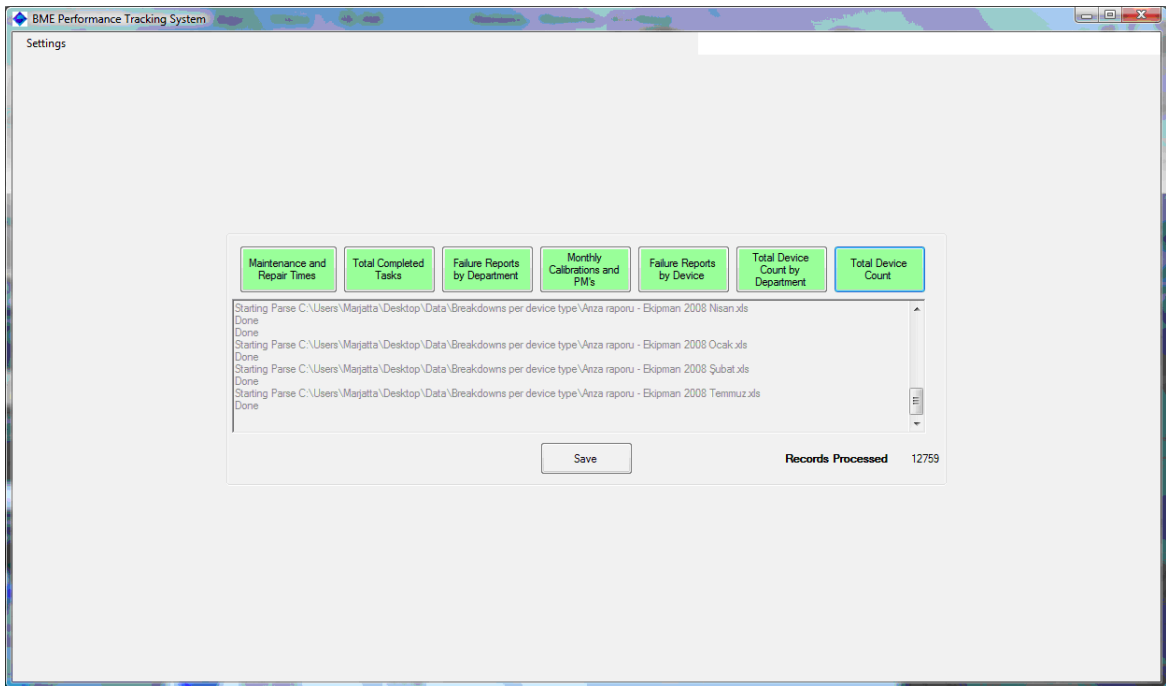 BME Performance Tracking System
Settings
Maintenance and
Repair Times
Total Completed
Tasks
Failure Reports
by Department
Monthly
Calibrations and
PM's
Failure Reports
by Device
Total Device
Count by
Department
Total Device
Count
Starting Parse C:\Users\Marjatta\Desktop\Data\Breakdowns per device type\Arıza raporu - Ekipman 2008 Nisan.xls
Done
Done
Starting Parse C:\Users\Marjatta\Desktop\Data\Breakdowns per device type\Arıza raporu - Ekipman 2008 Ocak.xls
Done
Starting Parse C:\Users\Marjatta\Desktop\Data\Breakdowns per device type\Arıza raporu - Ekipman 2008 Şubat.xls
Done
Starting Parse C:\Users\Marjatta\Desktop\Data\Breakdowns per device type\Arıza raporu - Ekipman 2008 Temmuz.xls
Done
Save
Records Processed 12759